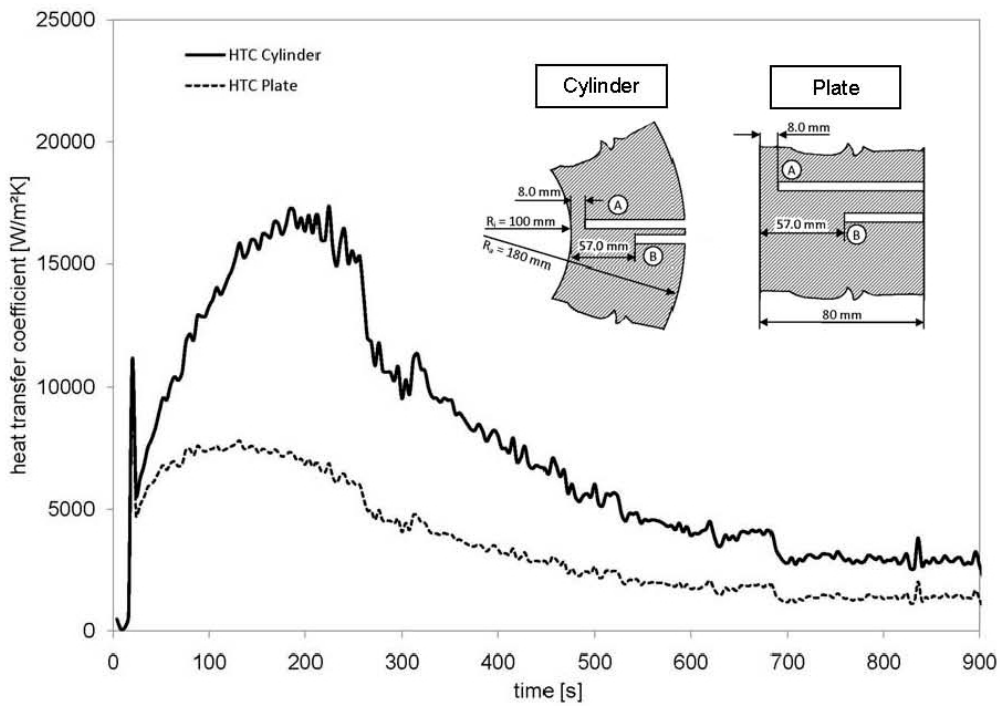 25000
20000
15000
10000
5000
0
heat transfer coefficient [W/m²K]
HTC Cylinder
HTC Plate
Cylinder
8.0 mm
A
Rᵢ = 100 mm
57.0 mm
B
Rₐ = 180 mm
Plate
8.0 mm
A
57.0 mm
B
80 mm
0 100 200 300 400 500 600 700 800 900
time [s]